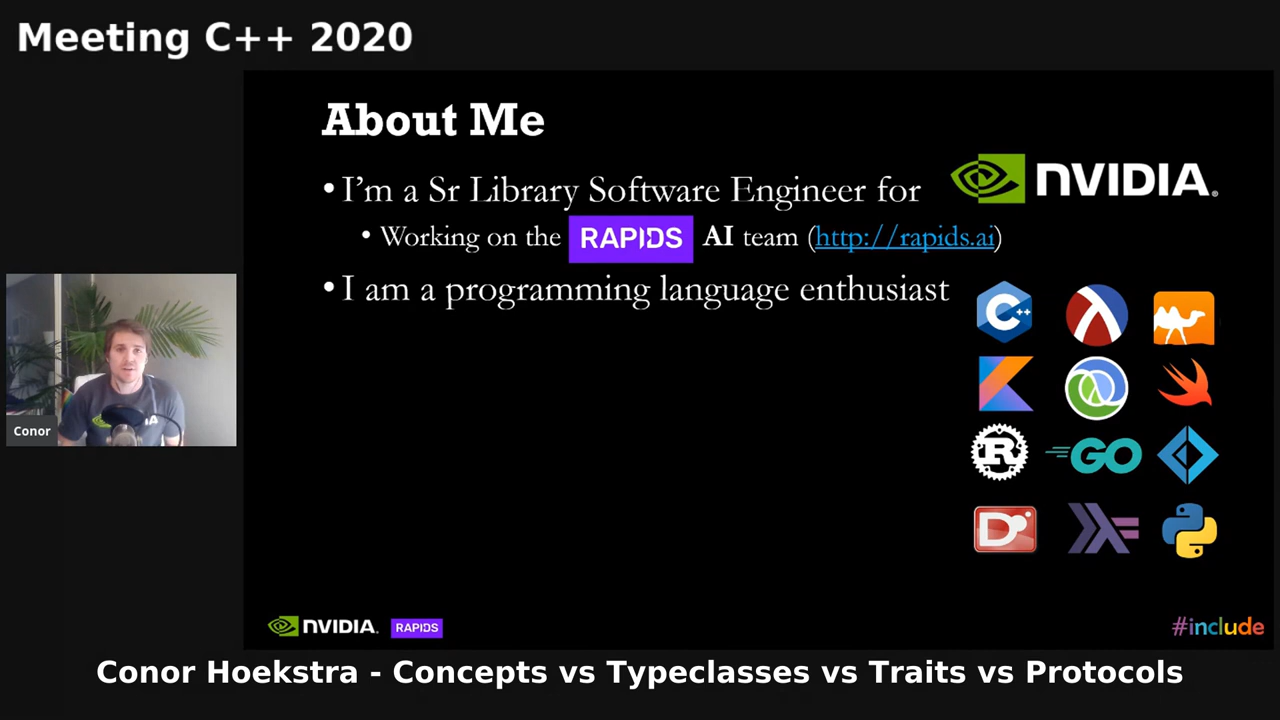 Meeting C++ 2020
About Me
• I'm a Sr Library Software Engineer for
NVIDIA.
• Working on the RAPIDS AI team (http://rapids.ai)
• I am a programming language enthusiast
C++
R
GO
D
Conor
NVIDIA. RAPIDS
#include
Conor Hoekstra - Concepts vs Typeclasses vs Traits vs Protocols